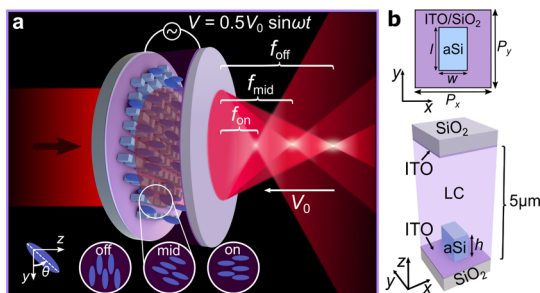 a
V = 0.5V₀ sinωt
f_off
f_mid
f_on
V₀
z
y
θ
off
mid
on
b
ITO/SiO₂
l
aSi
w
P_y
P_x
y
x
SiO₂
ITO
LC
5μm
ITO
aSi
h
SiO₂
y
z
x